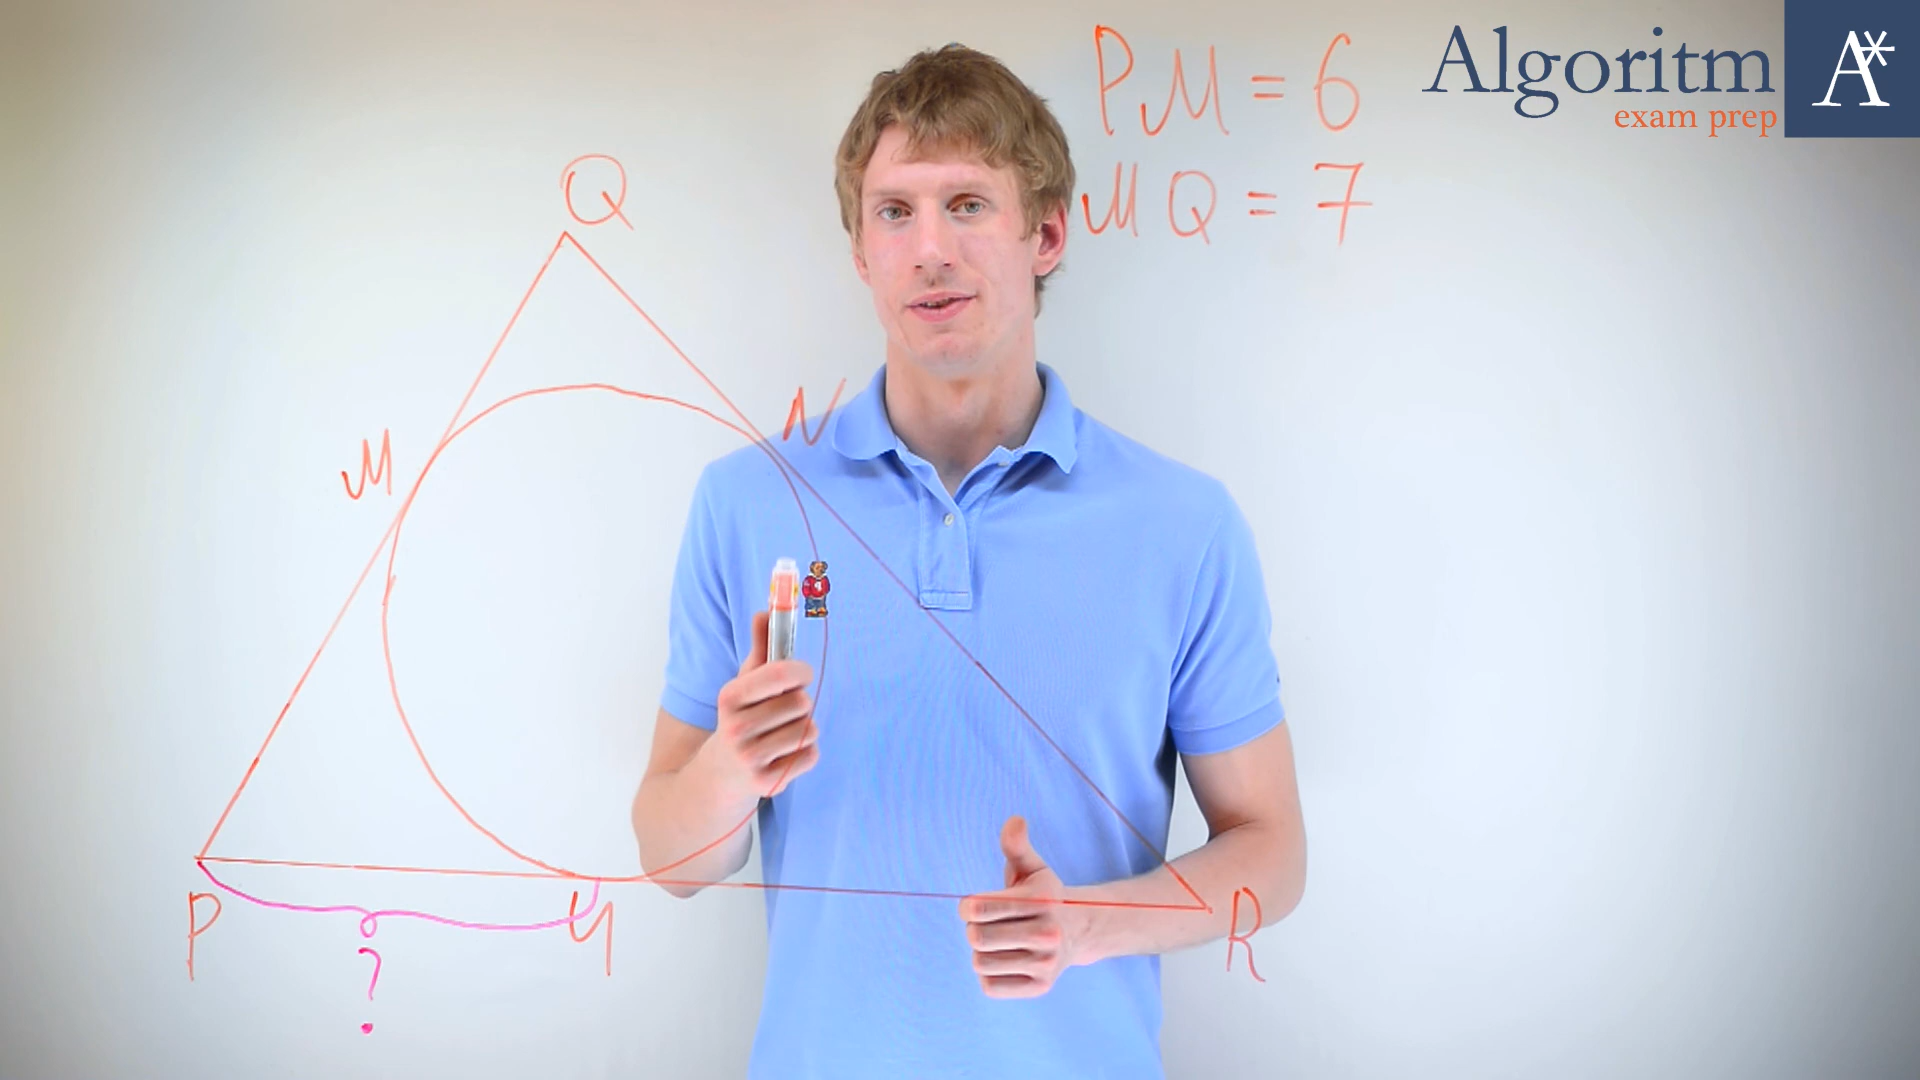 PM = 6
MQ = 7
Algoritm
A*
exam prep
Q
N
M
P
Y
R
?